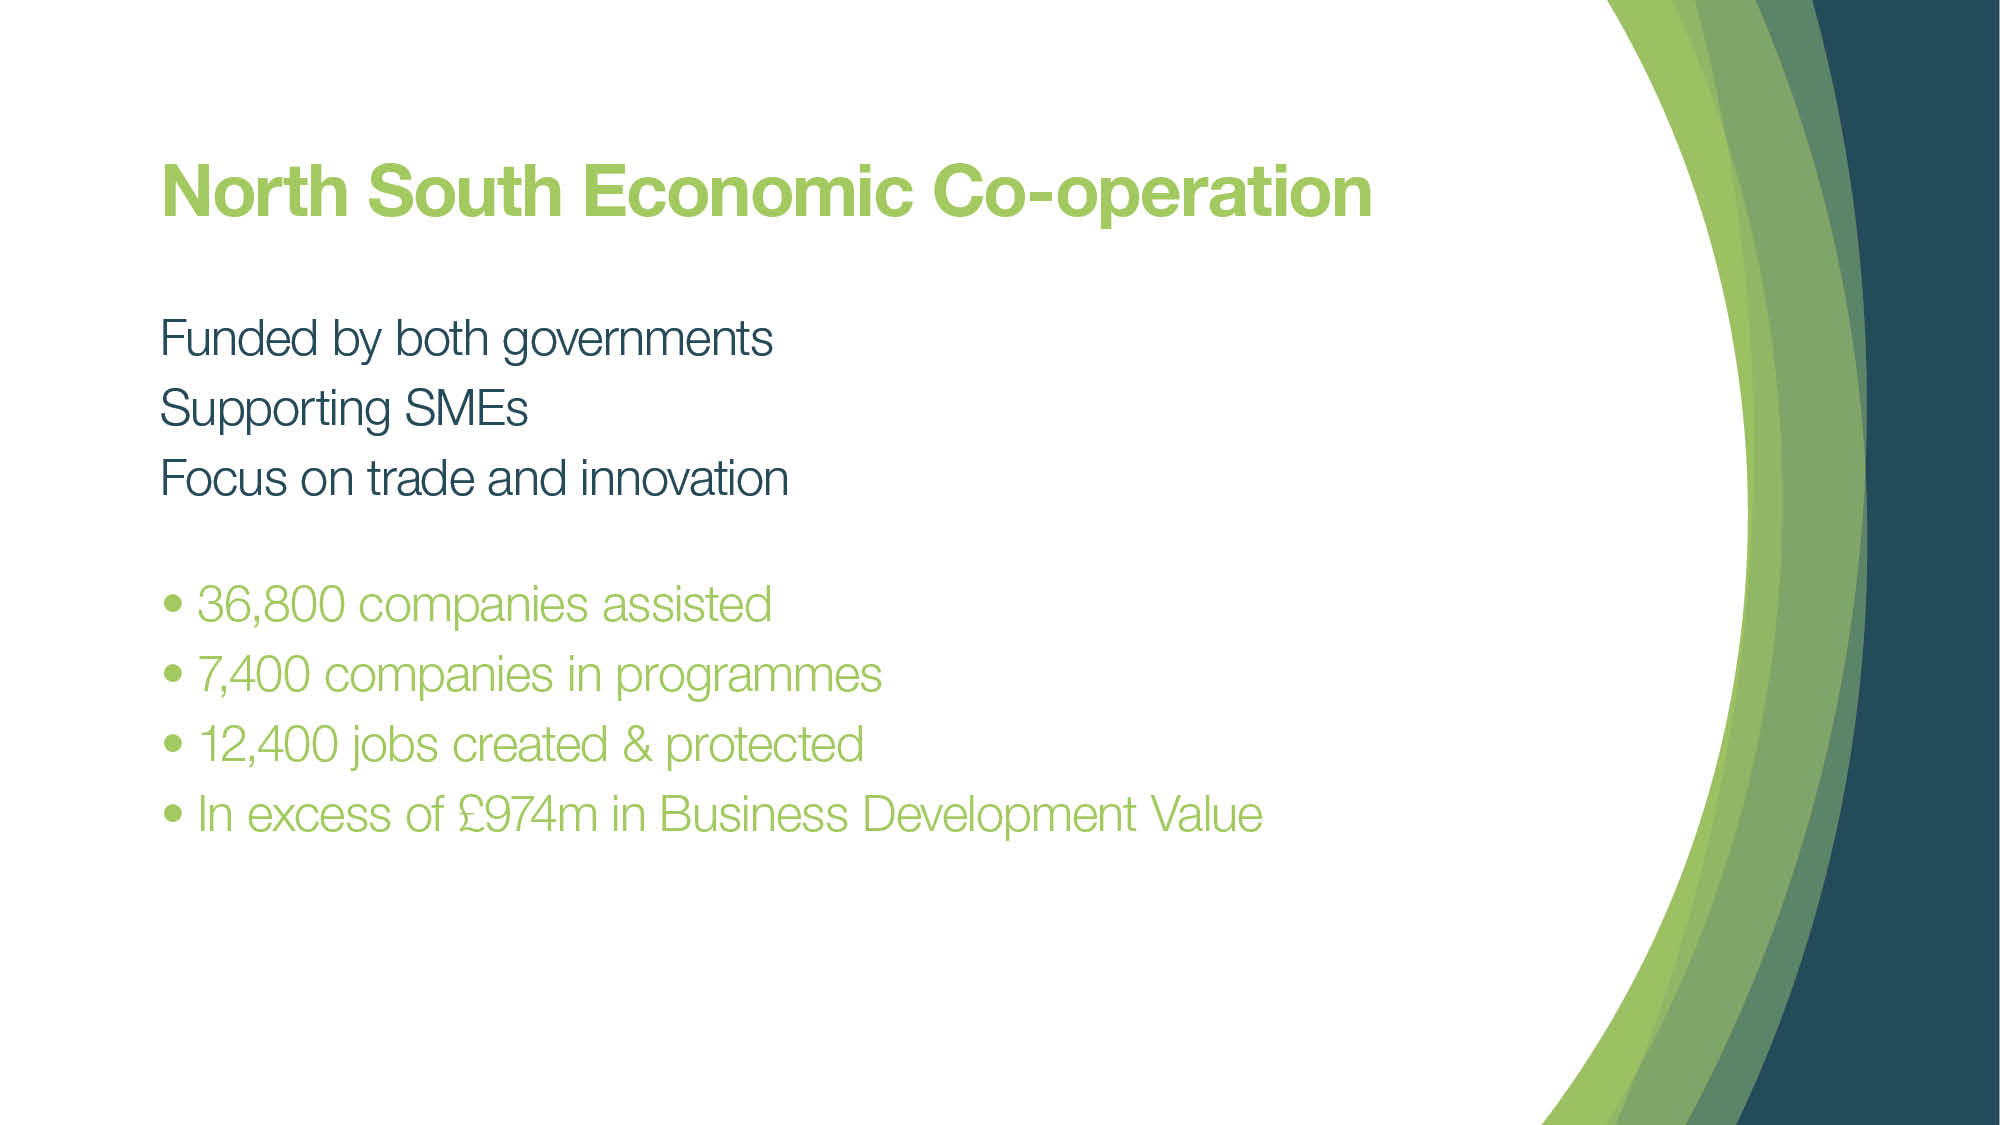 North South Economic Co-operation
Funded by both governments
Supporting SMEs
Focus on trade and innovation
• 36,800 companies assisted
• 7,400 companies in programmes
• 12,400 jobs created & protected
• In excess of £974m in Business Development Value